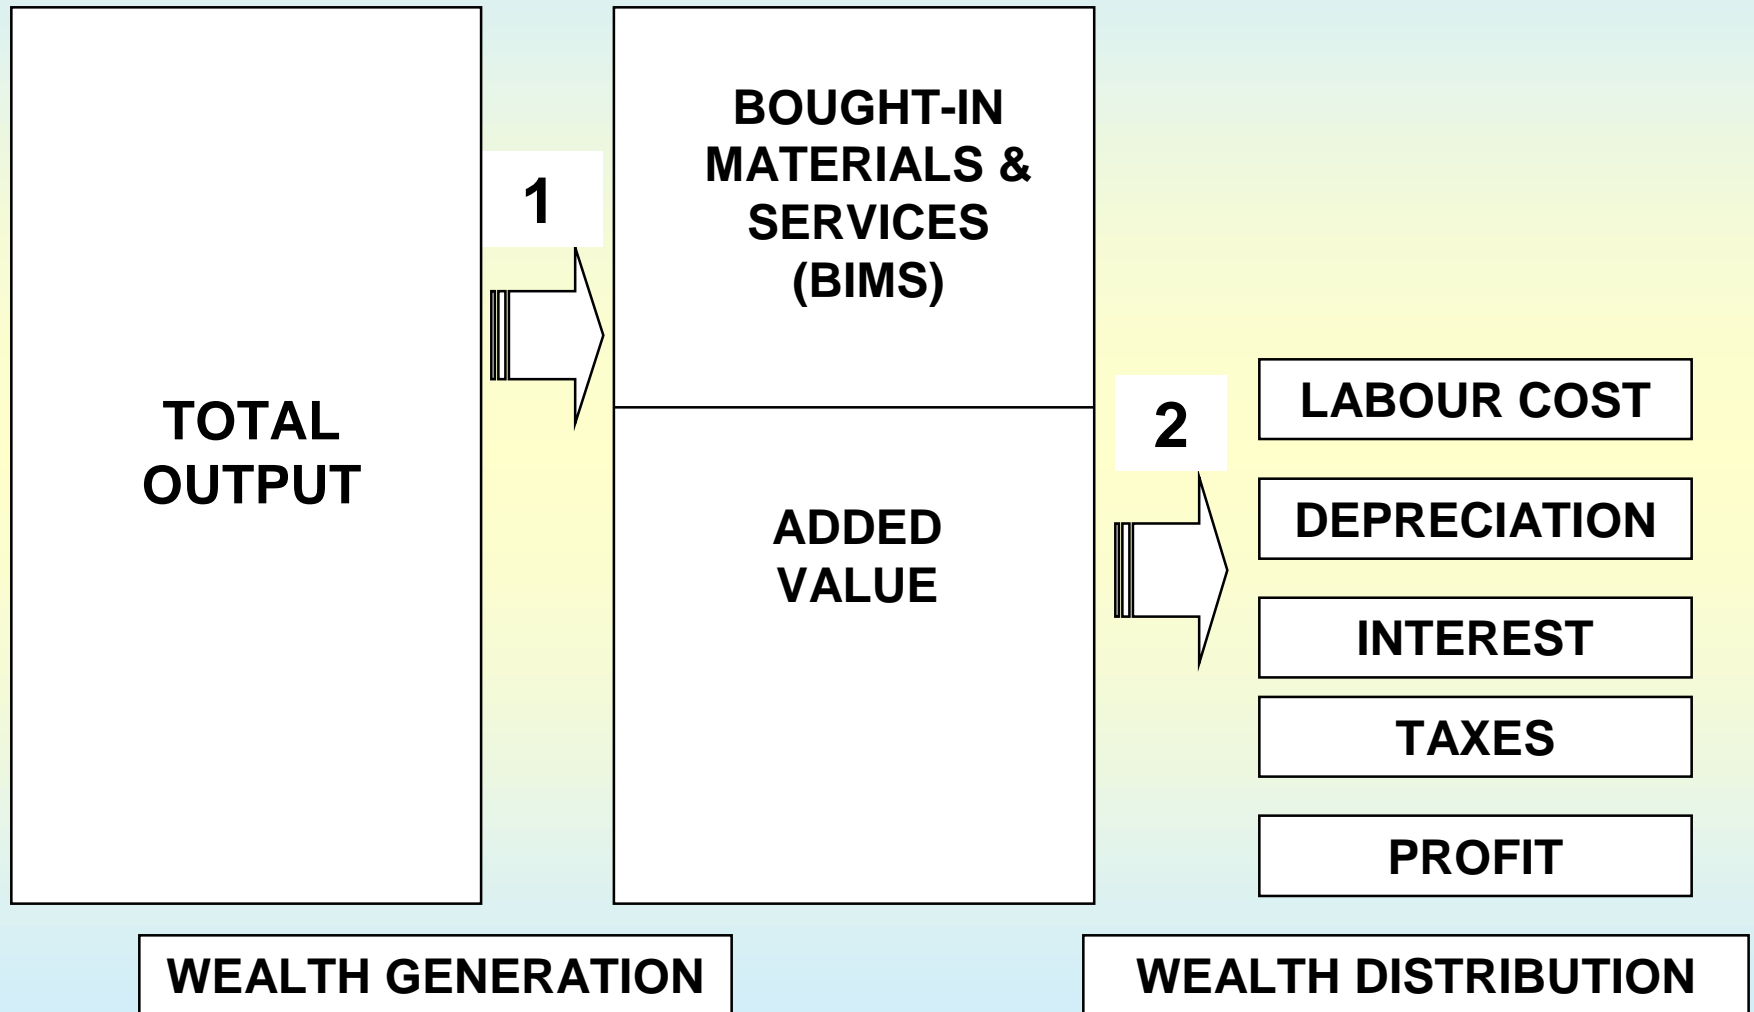 TOTAL
OUTPUT
1
BOUGHT-IN
MATERIALS &
SERVICES
(BIMS)
ADDED
VALUE
2
LABOUR COST
DEPRECIATION
INTEREST
TAXES
PROFIT
WEALTH GENERATION
WEALTH DISTRIBUTION